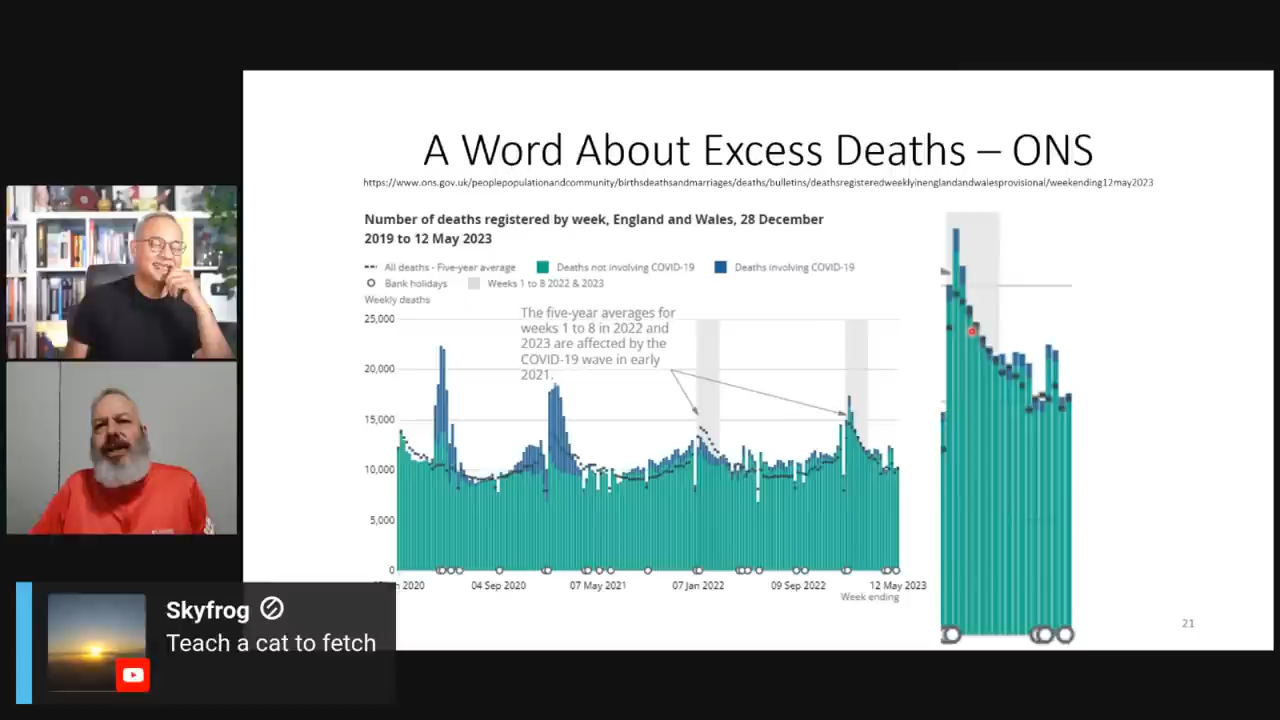 A Word About Excess Deaths – ONS
https://www.ons.gov.uk/peoplepopulationandcommunity/birthsdeathsandmarriages/deaths/bulletins/deathsregisteredweeklyinenglandandwalesprovisional/weekending12may2023
Number of deaths registered by week, England and Wales, 28 December
2019 to 12 May 2023
All deaths - Five-year average
Deaths not involving COVID-19
Deaths involving COVID-19
Bank holidays
Weeks 1 to 8 2022 & 2023
Weekly deaths
25,000
20,000
15,000
10,000
5,000
0
The five-year averages for
weeks 1 to 8 in 2022 and
2023 are affected by the
COVID-19 wave in early
2021.
2020
04 Sep 2020
07 May 2021
07 Jan 2022
09 Sep 2022
12 May 2023
Week ending
21
Skyfrog
Teach a cat to fetch